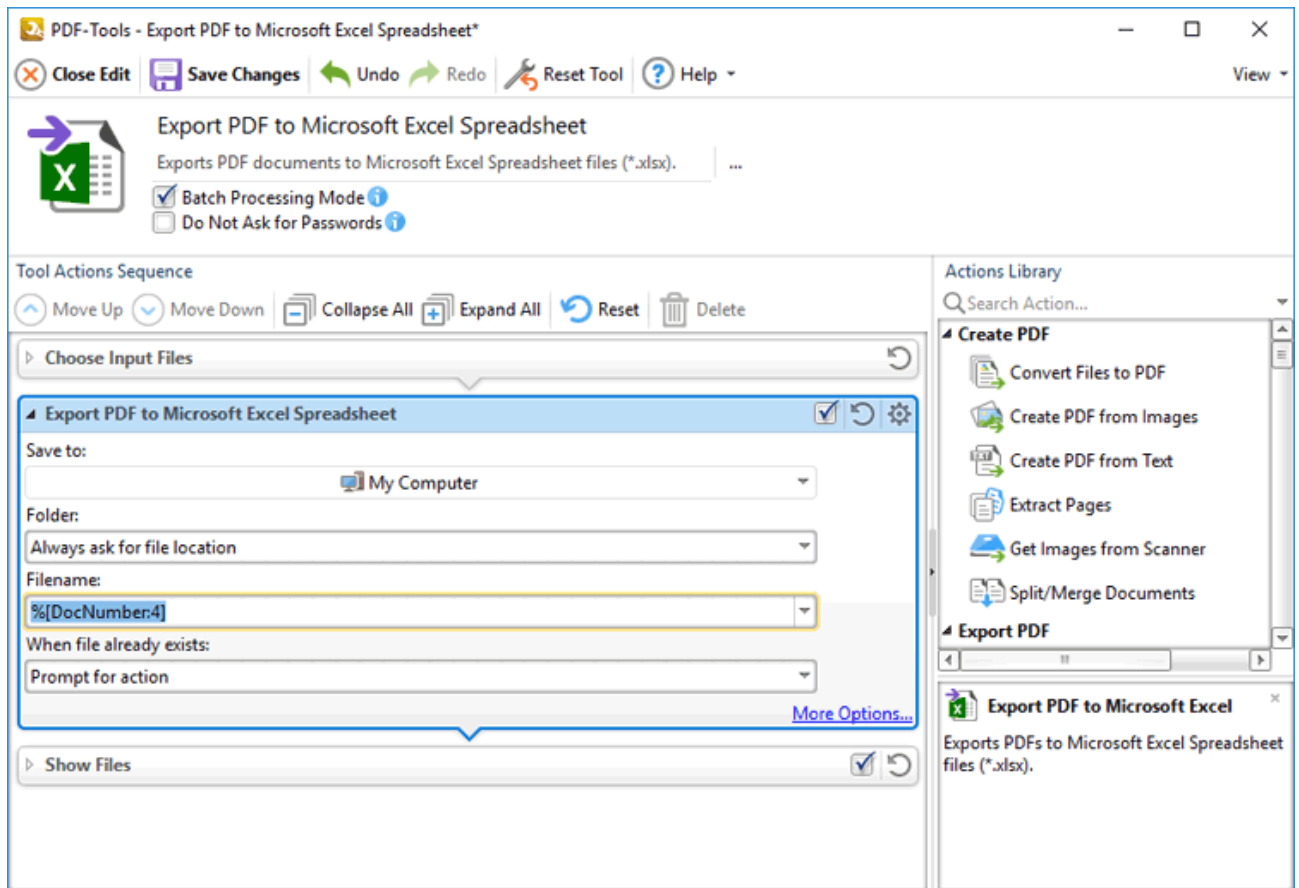 PDF-Tools - Export PDF to Microsoft Excel Spreadsheet*
Close Edit Save Changes Undo Redo Reset Tool Help View
Export PDF to Microsoft Excel Spreadsheet
Exports PDF documents to Microsoft Excel Spreadsheet files (*.xlsx). ...
Batch Processing Mode
Do Not Ask for Passwords
Tool Actions Sequence
Move Up Move Down Collapse All Expand All Reset Delete
Choose Input Files
Export PDF to Microsoft Excel Spreadsheet
Save to:
My Computer
Folder:
Always ask for file location
Filename:
%[DocNumber:4]
When file already exists:
Prompt for action
More Options...
Show Files
Actions Library
Search Action...
Create PDF
Convert Files to PDF
Create PDF from Images
Create PDF from Text
Extract Pages
Get Images from Scanner
Split/Merge Documents
Export PDF
Export PDF to Microsoft Excel
Exports PDFs to Microsoft Excel Spreadsheet
files (*.xlsx).